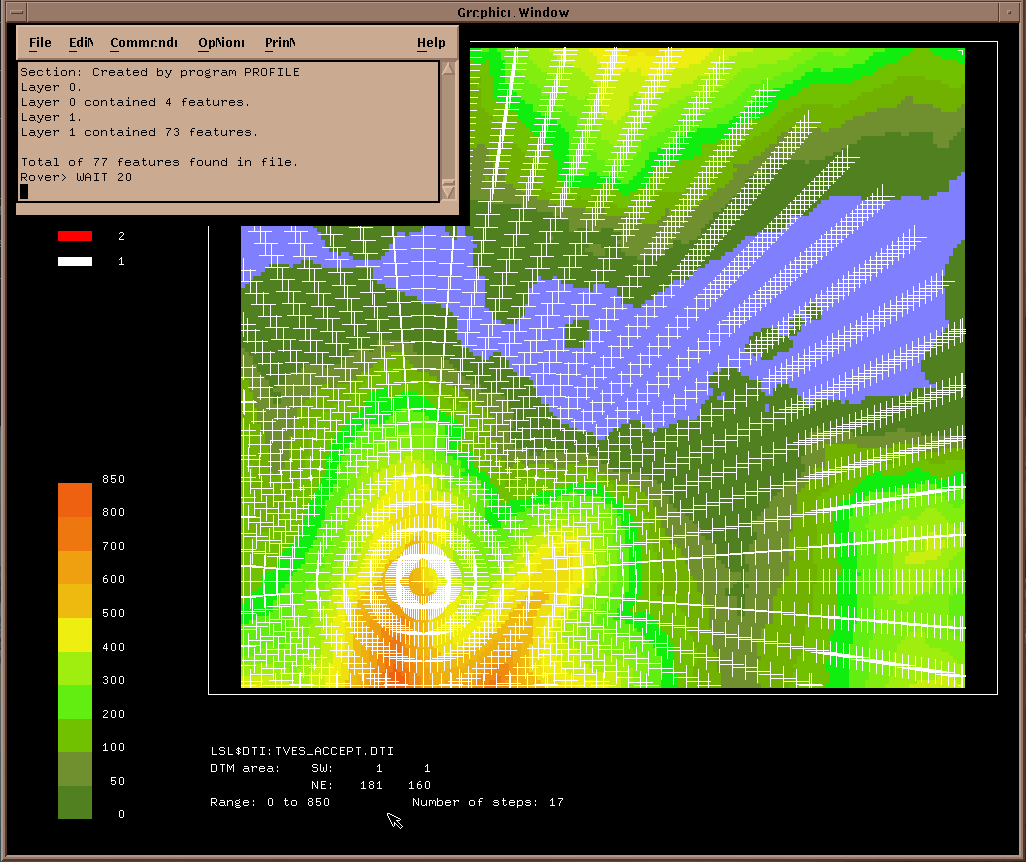 Graphics Window
File Edit Commands Options Print Help
Section: Created by program PROFILE
Layer 0.
Layer 0 contained 4 features.
Layer 1.
Layer 1 contained 73 features.
Total of 77 features found in file.
Rover> WAIT 20
2
1
850
800
700
600
500
400
300
200
100
50
0
LSL$DTI:TVES_ACCEPT.DTI
DTM area: SW: 1 1
NE: 181 160
Range: 0 to 850 Number of steps: 17